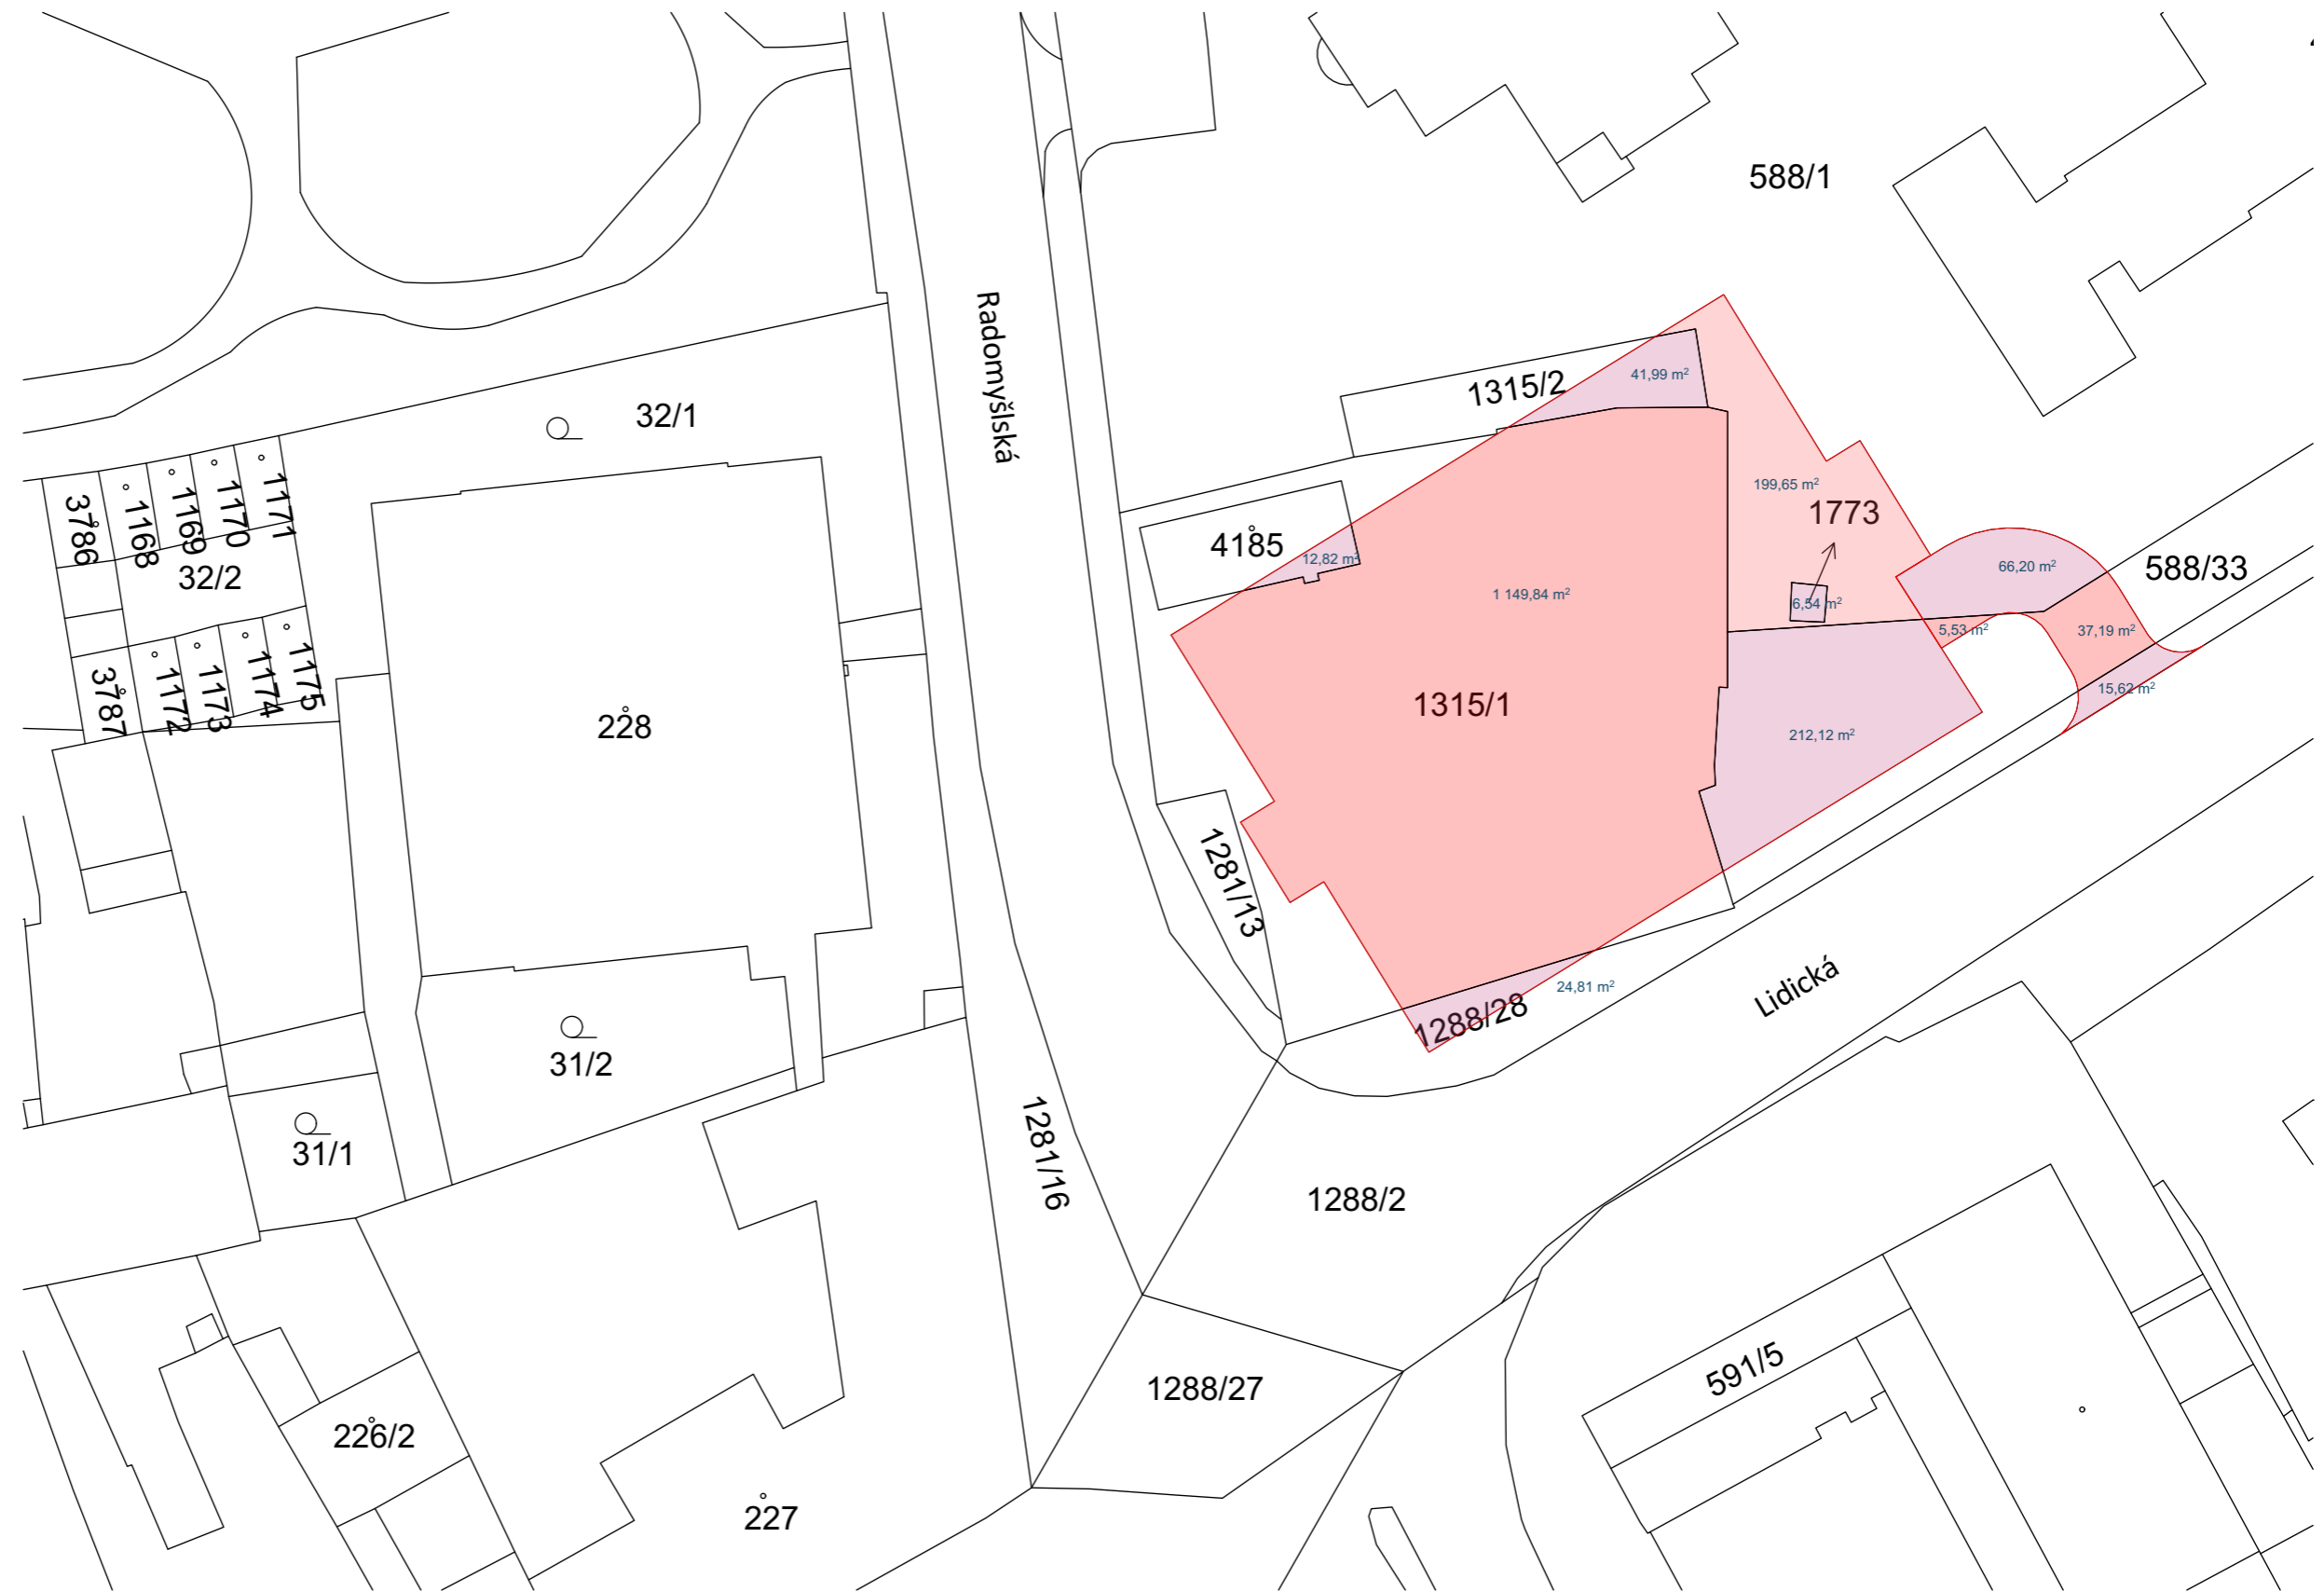 588/1
Radomyšlská
1315/2
41,99 m²
32/1
3786
1168
1169
1170
1171
199,65 m²
1773
4185
12,82 m²
32/2
66,20 m²
588/33
1 149,84 m²
6,54 m²
5,53 m²
37,19 m²
3787
1172
1173
1174
1175
15,62 m²
228
1315/1
212,12 m²
1281/13
Lidická
24,81 m²
1288/28
31/2
31/1
1281/16
1288/2
591/5
1288/27
226/2
227